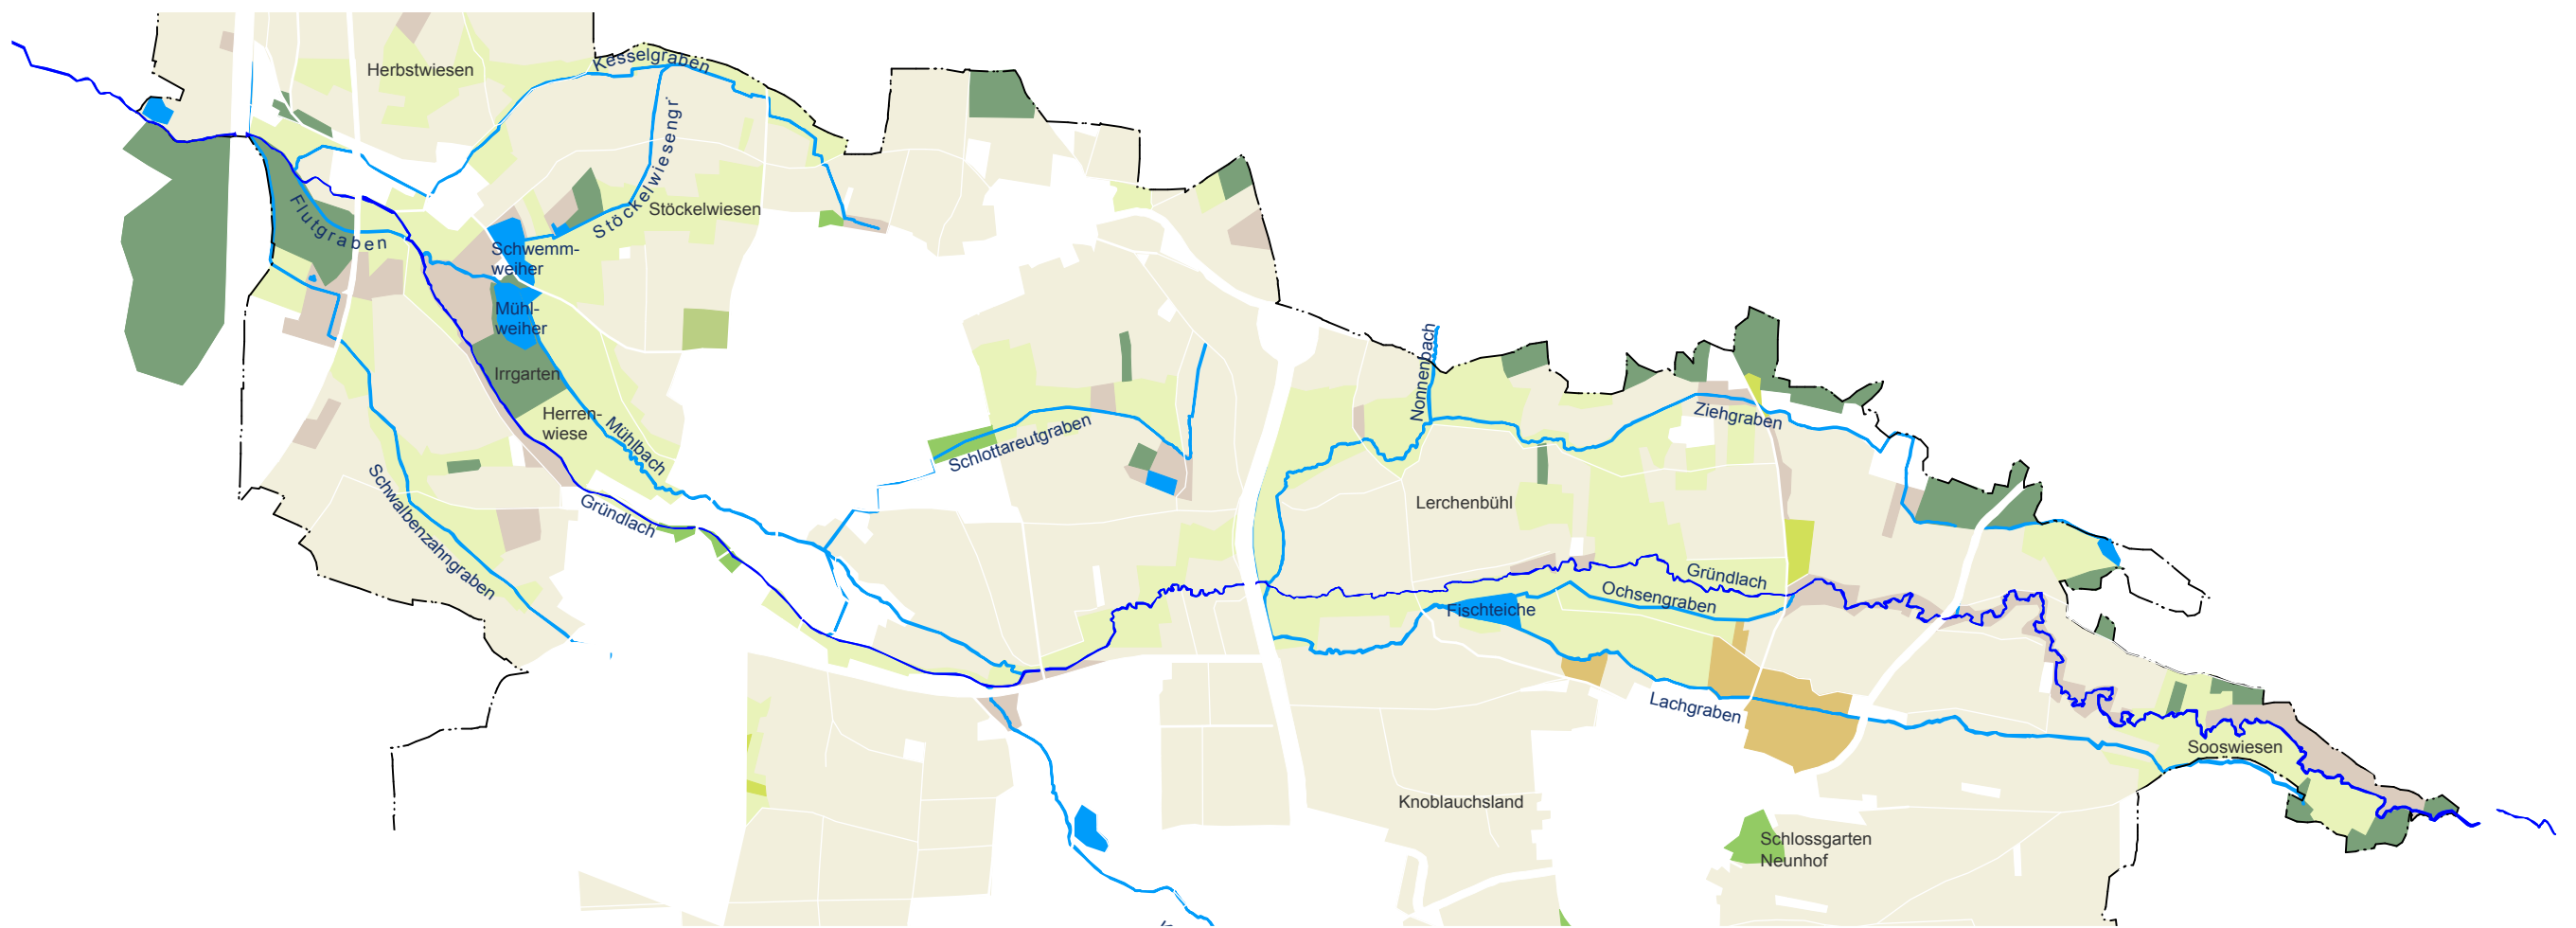 Herbstwiesen
Kesselgraben
Stöckelwiesengr.
Stöckelwiesen
Flutgraben
Schwemm-
weiher
Mühl-
weiher
Irrgarten
Herren-
wiese
Mühlbach
Schwalbenzahngraben
Gründlach
Schlottareutgraben
Nonnenbach
Ziehgraben
Lerchenbühl
Gründlach
Ochsengraben
Fischteiche
Lachgraben
Sooswiesen
Knoblauchsland
Schlossgarten
Neunhof